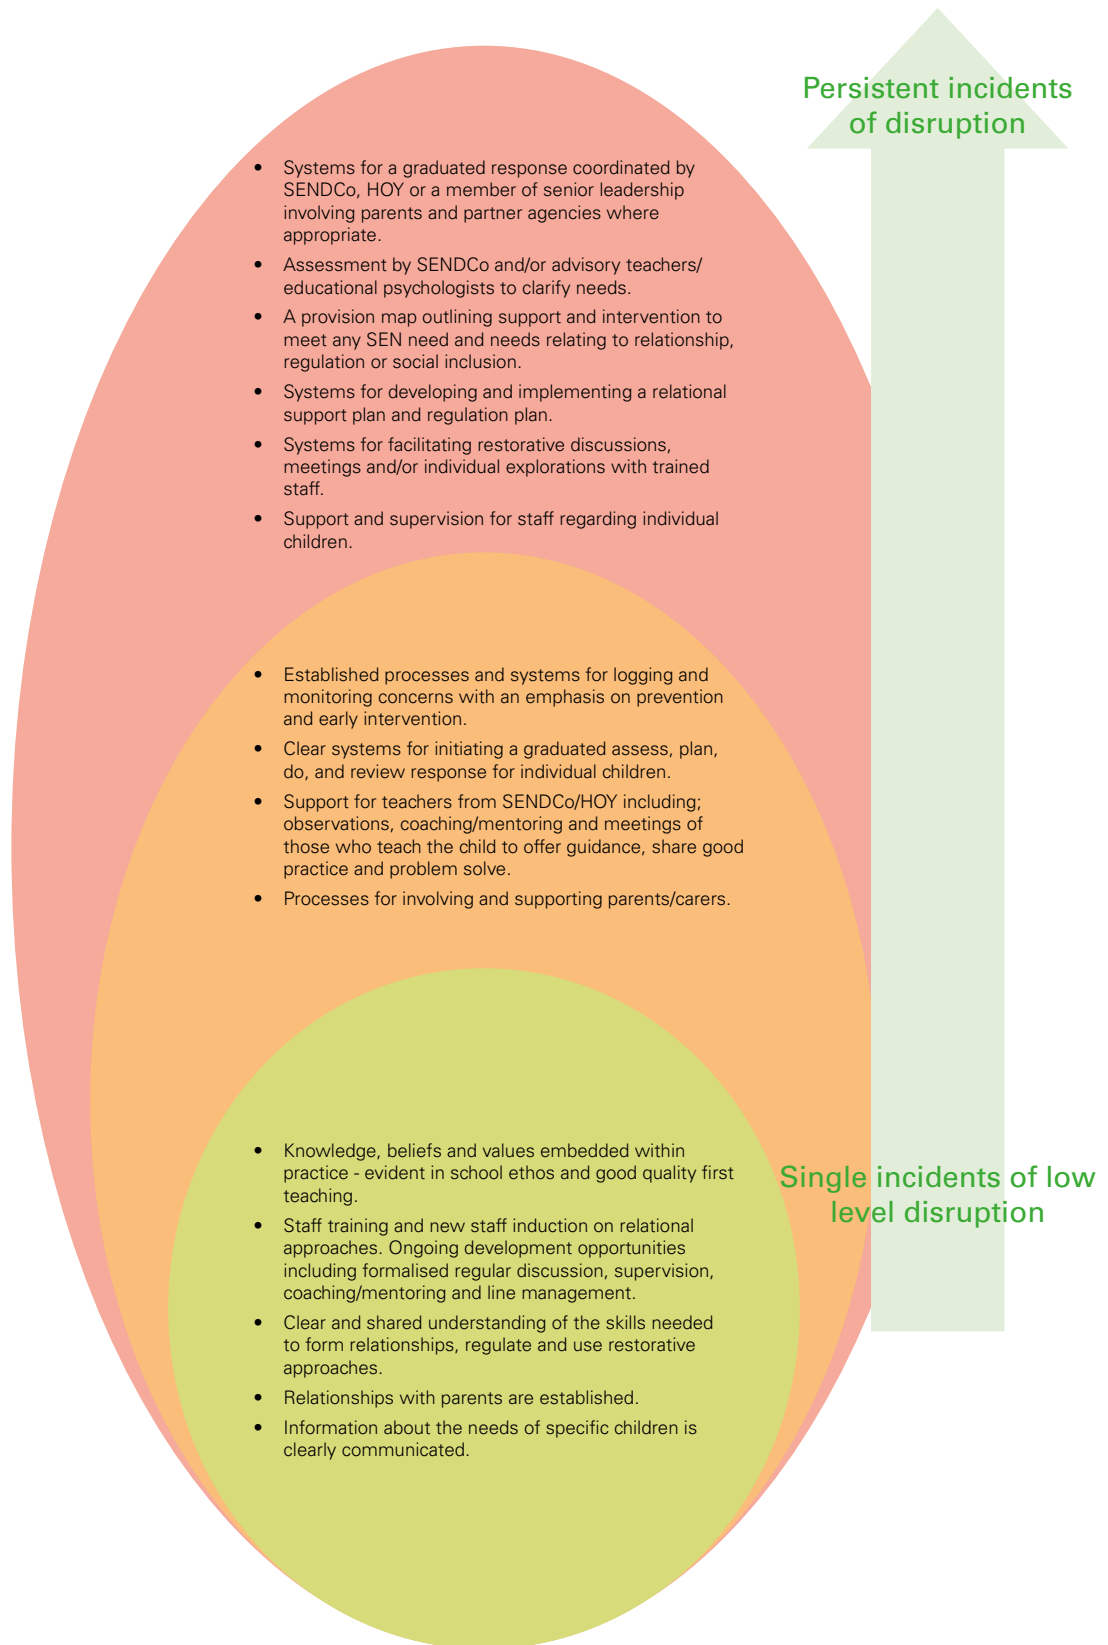 Persistent incidents
of disruption
• Systems for a graduated response coordinated by
SENDCo, HOY or a member of senior leadership
involving parents and partner agencies where
appropriate.
• Assessment by SENDCo and/or advisory teachers/
educational psychologists to clarify needs.
• A provision map outlining support and intervention to
meet any SEN need and needs relating to relationship,
regulation or social inclusion.
• Systems for developing and implementing a relational
support plan and regulation plan.
• Systems for facilitating restorative discussions,
meetings and/or individual explorations with trained
staff.
• Support and supervision for staff regarding individual
children.
• Established processes and systems for logging and
monitoring concerns with an emphasis on prevention
and early intervention.
• Clear systems for initiating a graduated assess, plan,
do, and review response for individual children.
• Support for teachers from SENDCo/HOY including;
observations, coaching/mentoring and meetings of
those who teach the child to offer guidance, share good
practice and problem solve.
• Processes for involving and supporting parents/carers.
• Knowledge, beliefs and values embedded within
practice - evident in school ethos and good quality first
teaching.
• Staff training and new staff induction on relational
approaches. Ongoing development opportunities
including formalised regular discussion, supervision,
coaching/mentoring and line management.
• Clear and shared understanding of the skills needed
to form relationships, regulate and use restorative
approaches.
• Relationships with parents are established.
• Information about the needs of specific children is
clearly communicated.
Single incidents of low
level disruption